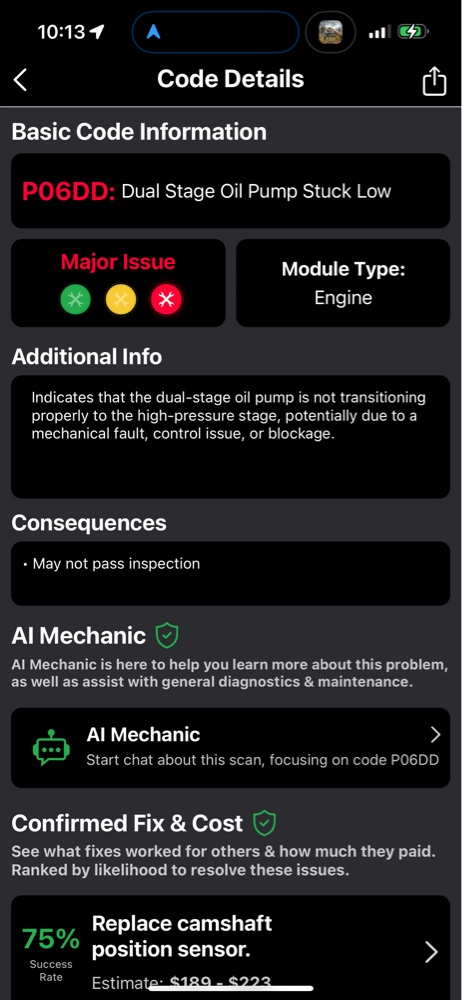 10:13
Code Details
Basic Code Information
P06DD: Dual Stage Oil Pump Stuck Low
Major Issue
Module Type:
Engine
Additional Info
Indicates that the dual-stage oil pump is not transitioning
properly to the high-pressure stage, potentially due to a
mechanical fault, control issue, or blockage.
Consequences
• May not pass inspection
AI Mechanic
AI Mechanic is here to help you learn more about this problem,
as well as assist with general diagnostics & maintenance.
AI Mechanic
Start chat about this scan, focusing on code P06DD
Confirmed Fix & Cost
See what fixes worked for others & how much they paid.
Ranked by likelihood to resolve these issues.
75%
Success
Rate
Replace camshaft
position sensor.
Estimate: $189 - $223